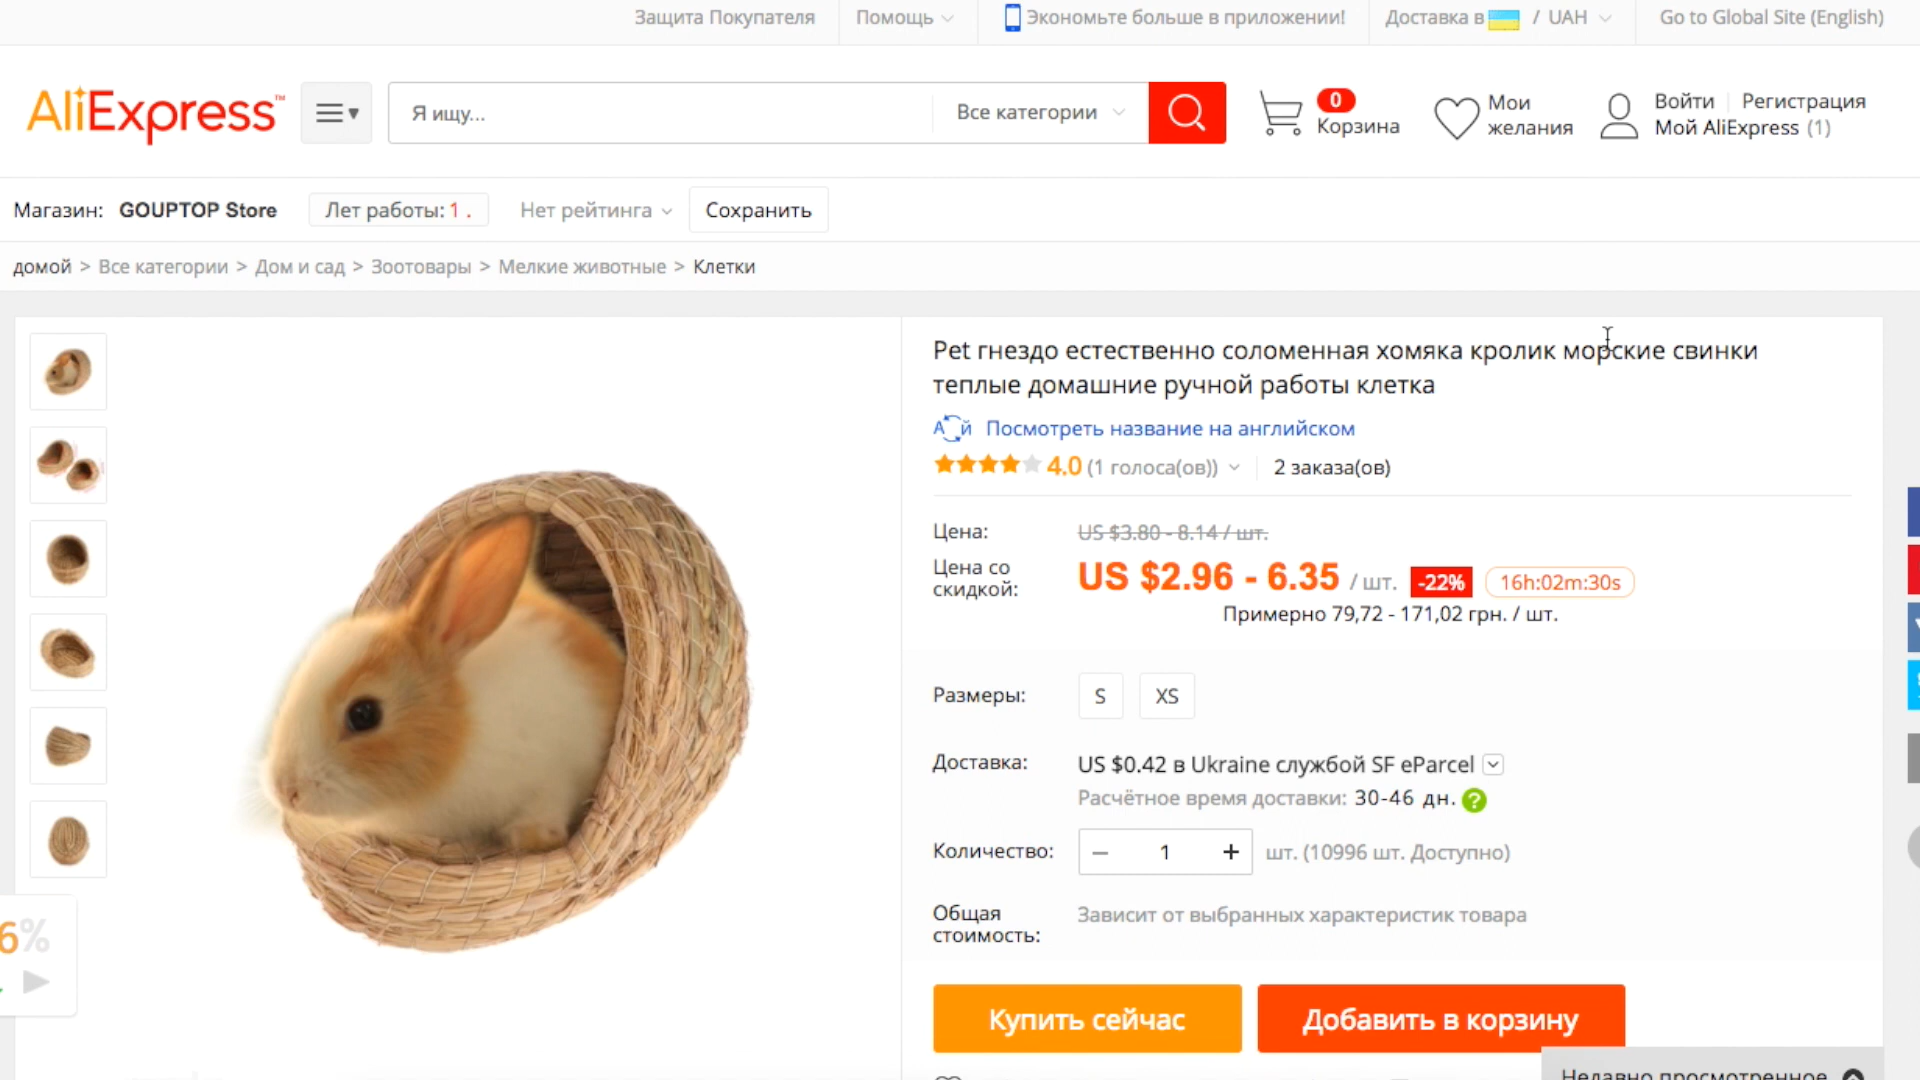 Защита Покупателя
Помощь
Экономьте больше в приложении!
Доставка в / UAH
Go to Global Site (English)
AliExpress™
Я ищу...
Все категории
0
Корзина
Мои желания
Войти
Регистрация
Мой AliExpress (1)
Магазин: GOUPTOP Store
Лет работы: 1 .
Нет рейтинга
Сохранить
домой > Все категории > Дом и сад > Зоотовары > Мелкие животные > Клетки
Pet гнездо естественно соломенная хомяка кролик морские свинки
теплые домашние ручной работы клетка
Посмотреть название на английском
4.0 (1 голоса(ов))
2 заказа(ов)
Цена: US $3.80 - 8.14 / шт.
Цена со скидкой: US $2.96 - 6.35 / шт. -22% 16h:02m:30s
Примерно 79,72 - 171,02 грн. / шт.
Размеры: S XS
Доставка: US $0.42 в Ukraine службой SF eParcel
Расчётное время доставки: 30-46 дн. ?
Количество: − 1 + шт. (10996 шт. Доступно)
Общая стоимость: Зависит от выбранных характеристик товара
6%
Купить сейчас
Добавить в корзину
Недавно просмотренное